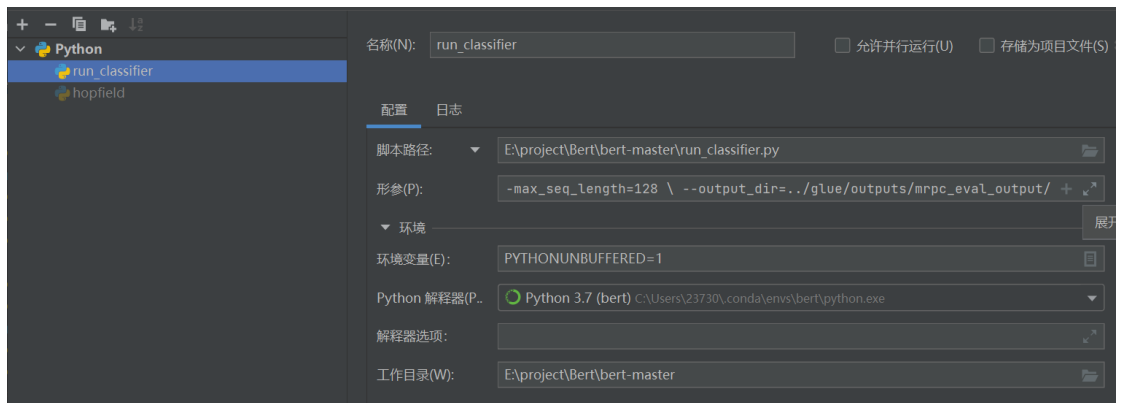 Python
run_classifier
hopfield
名称(N): run_classifier 允许并行运行(U) 存储为项目文件(S)
配置 日志
脚本路径: E:\project\Bert\bert-master\run_classifier.py
形参(P): -max_seq_length=128 \ --output_dir=../glue/outputs/mrpc_eval_output/
展开
环境
环境变量(E): PYTHONUNBUFFERED=1
Python 解释器(P.. Python 3.7 (bert) C:\Users\23730\.conda\envs\bert\python.exe
解释器选项:
工作目录(W): E:\project\Bert\bert-master